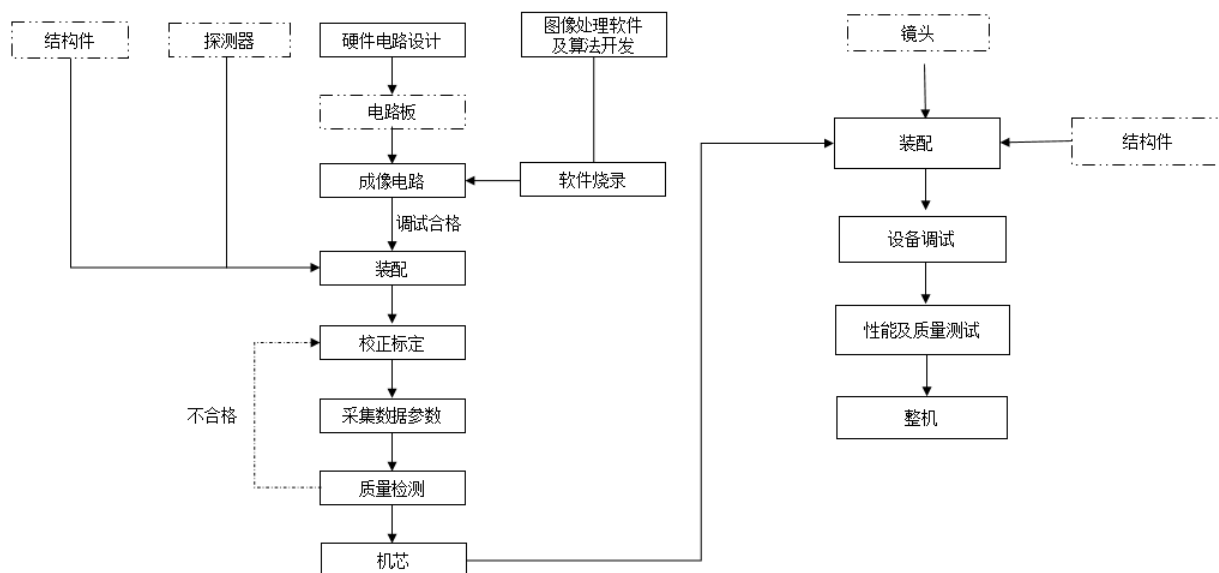 结构件
探测器
硬件电路设计
图像处理软件
及算法开发
电路板
成像电路
软件烧录
调试合格
装配
校正标定
不合格
采集数据参数
质量检测
机芯
镜头
装配
结构件
设备调试
性能及质量测试
整机